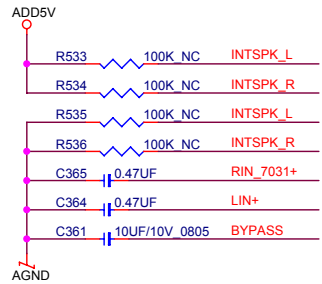 ADD5V
R533 100K_NC INTSPK_L
R534 100K_NC INTSPK_R
R535 100K_NC INTSPK_L
R536 100K_NC INTSPK_R
C365 0.47UF RIN_7031+
C364 0.47UF LIN+
C361 10UF/10V_0805 BYPASS
AGND